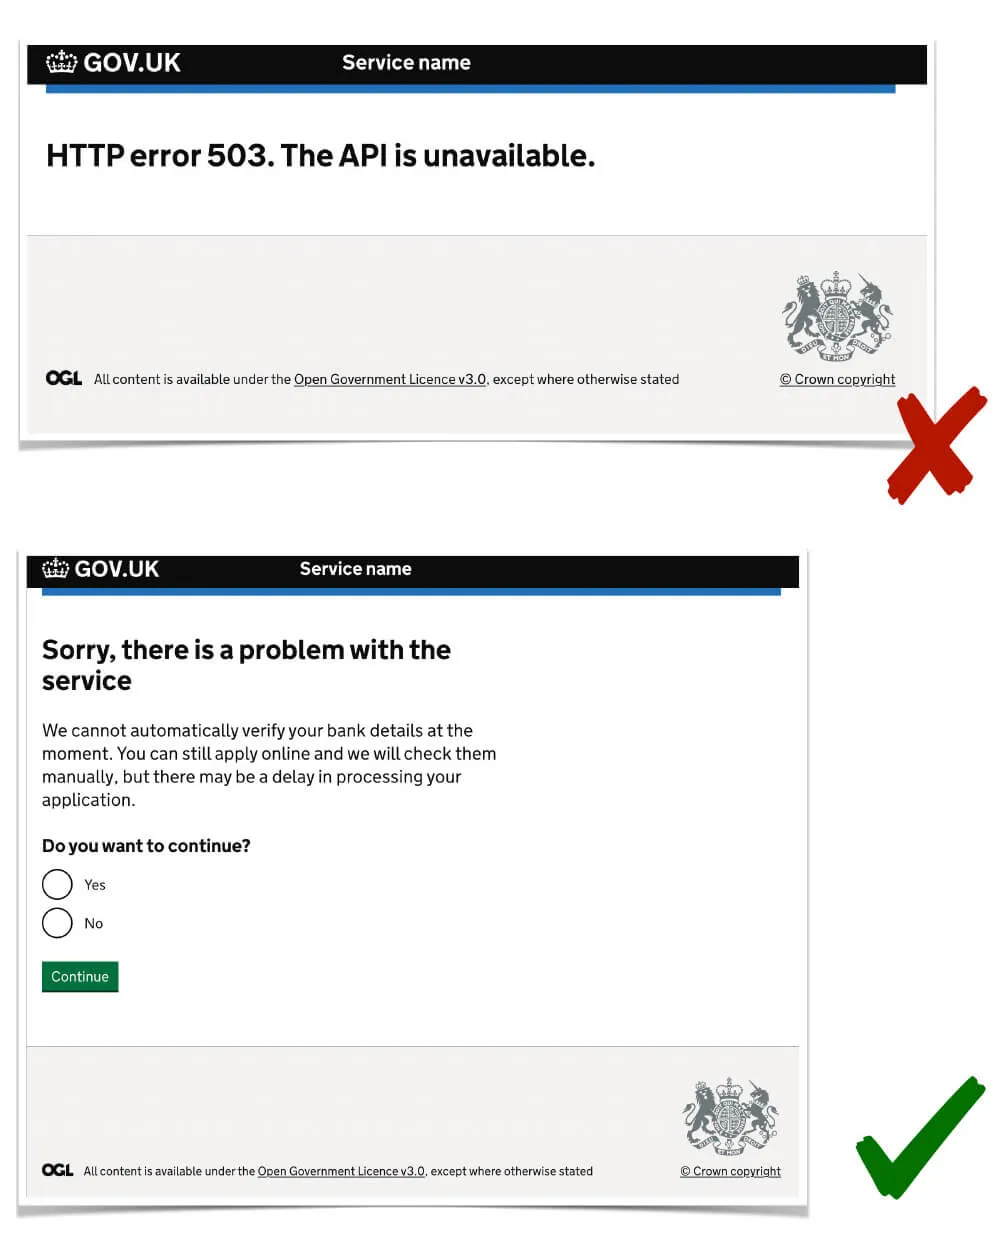 GOV.UK Service name
HTTP error 503. The API is unavailable.
DIEU ET MON DROIT
OGL All content is available under the Open Government Licence v3.0, except where otherwise stated
© Crown copyright
GOV.UK Service name
Sorry, there is a problem with the
service
We cannot automatically verify your bank details at the
moment. You can still apply online and we will check them
manually, but there may be a delay in processing your
application.
Do you want to continue?
Yes
No
Continue
OGL All content is available under the Open Government Licence v3.0, except where otherwise stated
© Crown copyright